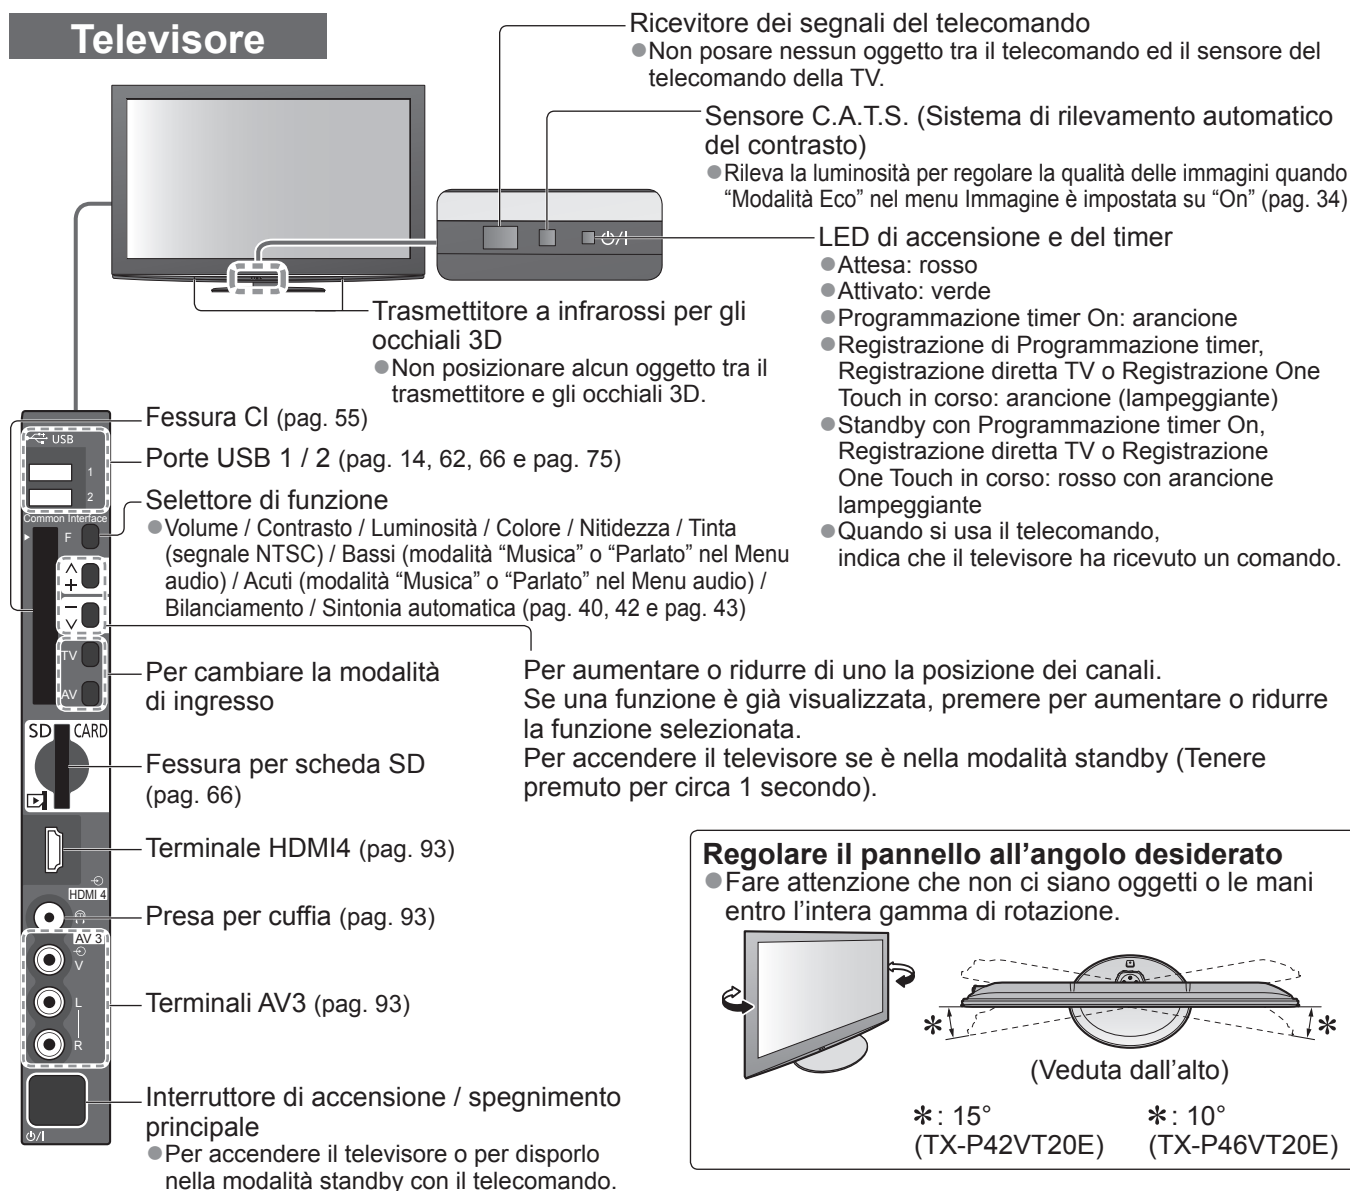 Televisore
Ricevitore dei segnali del telecomando
●Non posare nessun oggetto tra il telecomando ed il sensore del
telecomando della TV.
Sensore C.A.T.S. (Sistema di rilevamento automatico
del contrasto)
●Rileva la luminosità per regolare la qualità delle immagini quando
“Modalità Eco” nel menu Immagine è impostata su “On” (pag. 34)
LED di accensione e del timer
●Attesa: rosso
●Attivato: verde
●Programmazione timer On: arancione
●Registrazione di Programmazione timer,
Registrazione diretta TV o Registrazione One
Touch in corso: arancione (lampeggiante)
●Standby con Programmazione timer On,
Registrazione diretta TV o Registrazione
One Touch in corso: rosso con arancione
lampeggiante
●Quando si usa il telecomando,
indica che il televisore ha ricevuto un comando.
Trasmettitore a infrarossi per gli
occhiali 3D
●Non posizionare alcun oggetto tra il
trasmettitore e gli occhiali 3D.
Fessura CI (pag. 55)
Porte USB 1 / 2 (pag. 14, 62, 66 e pag. 75)
Selettore di funzione
●Volume / Contrasto / Luminosità / Colore / Nitidezza / Tinta
(segnale NTSC) / Bassi (modalità “Musica” o “Parlato” nel Menu
audio) / Acuti (modalità “Musica” o “Parlato” nel Menu audio) /
Bilanciamento / Sintonia automatica (pag. 40, 42 e pag. 43)
Per cambiare la modalità
di ingresso
Per aumentare o ridurre di uno la posizione dei canali.
Se una funzione è già visualizzata, premere per aumentare o ridurre
la funzione selezionata.
Per accendere il televisore se è nella modalità standby (Tenere
premuto per circa 1 secondo).
Fessura per scheda SD
(pag. 66)
Terminale HDMI4 (pag. 93)
Presa per cuffia (pag. 93)
Terminali AV3 (pag. 93)
Interruttore di accensione / spegnimento
principale
●Per accendere il televisore o per disporlo
nella modalità standby con il telecomando.
USB
1
2
Common Interface
F
+
−
TV
AV
SD CARD
HDMI 4
AV 3
V
L
R
⏻/I
⏻/I
Regolare il pannello all’angolo desiderato
●Fare attenzione che non ci siano oggetti o le mani
entro l’intera gamma di rotazione.
＊ ＊
(Veduta dall’alto)
＊: 15° ＊: 10°
(TX-P42VT20E) (TX-P46VT20E)